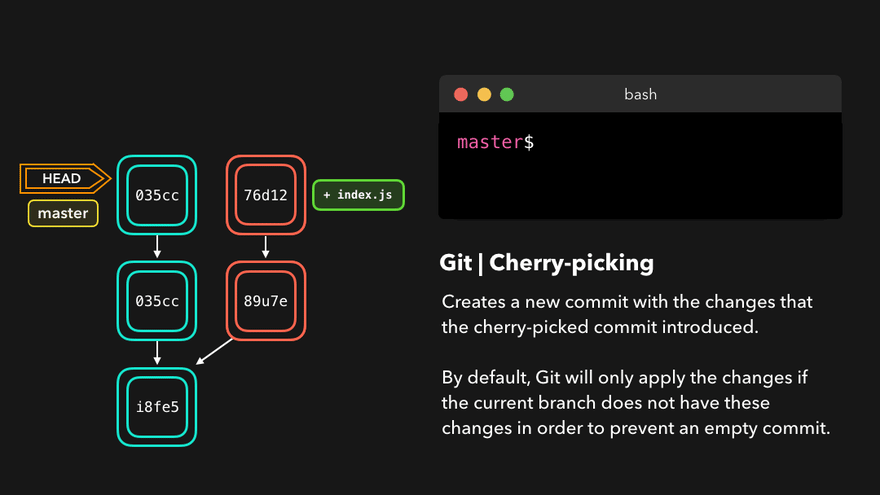 bash
master$
HEAD
035cc
76d12
+ index.js
master
Git | Cherry-picking
035cc
89u7e
Creates a new commit with the changes that
the cherry-picked commit introduced.
By default, Git will only apply the changes if
the current branch does not have these
changes in order to prevent an empty commit.
i8fe5